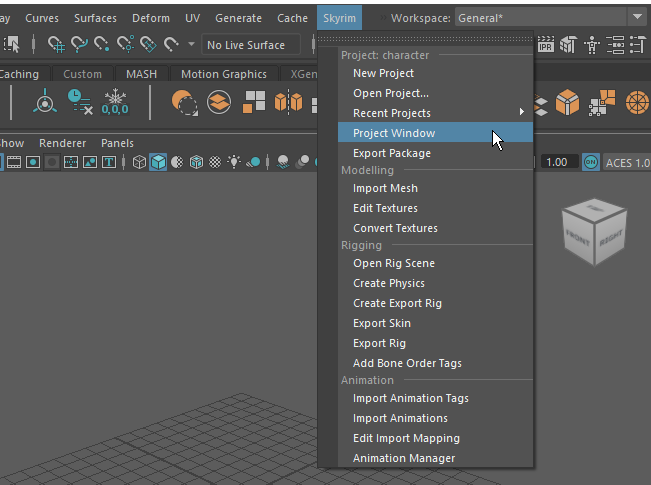 ay Curves Surfaces Deform UV Generate Cache Skyrim Workspace: General*
No Live Surface
IPR
Project: character
Caching Custom MASH Motion Graphics XGen
New Project
Open Project...
0,0,0
Recent Projects
Show Renderer Panels
Project Window
Export Package
1.00 ON ACES 1.0
Modelling
Import Mesh
Edit Textures
Convert Textures
FRONT RIGHT
Rigging
Open Rig Scene
Create Physics
Create Export Rig
Export Skin
Export Rig
Add Bone Order Tags
Animation
Import Animation Tags
Import Animations
Edit Import Mapping
Animation Manager